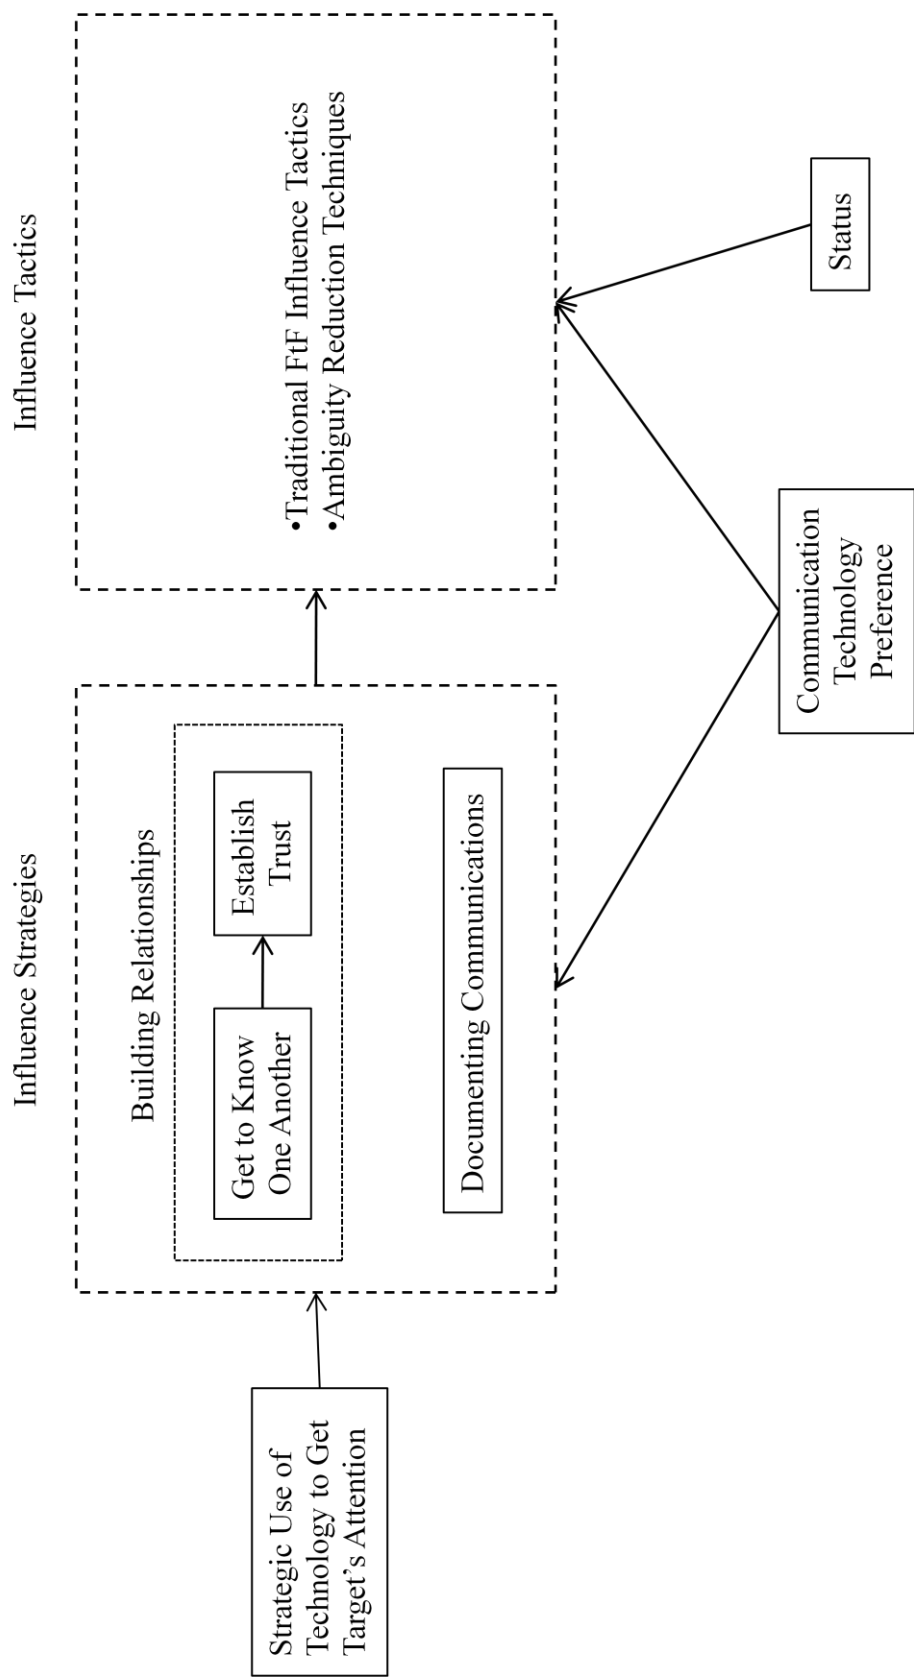 Influence Strategies
Influence Tactics
Strategic Use of
Technology to Get
Target's Attention
Building Relationships
Get to Know
One Another
Establish
Trust
Documenting Communications
•Traditional FtF Influence Tactics
•Ambiguity Reduction Techniques
Communication
Technology
Preference
Status